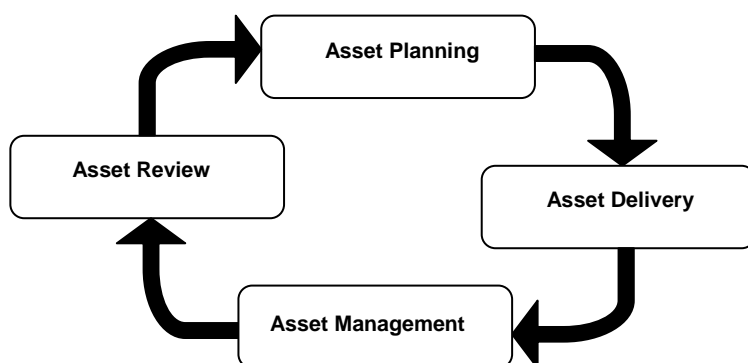 Asset Planning
Asset Review
Asset Delivery
Asset Management